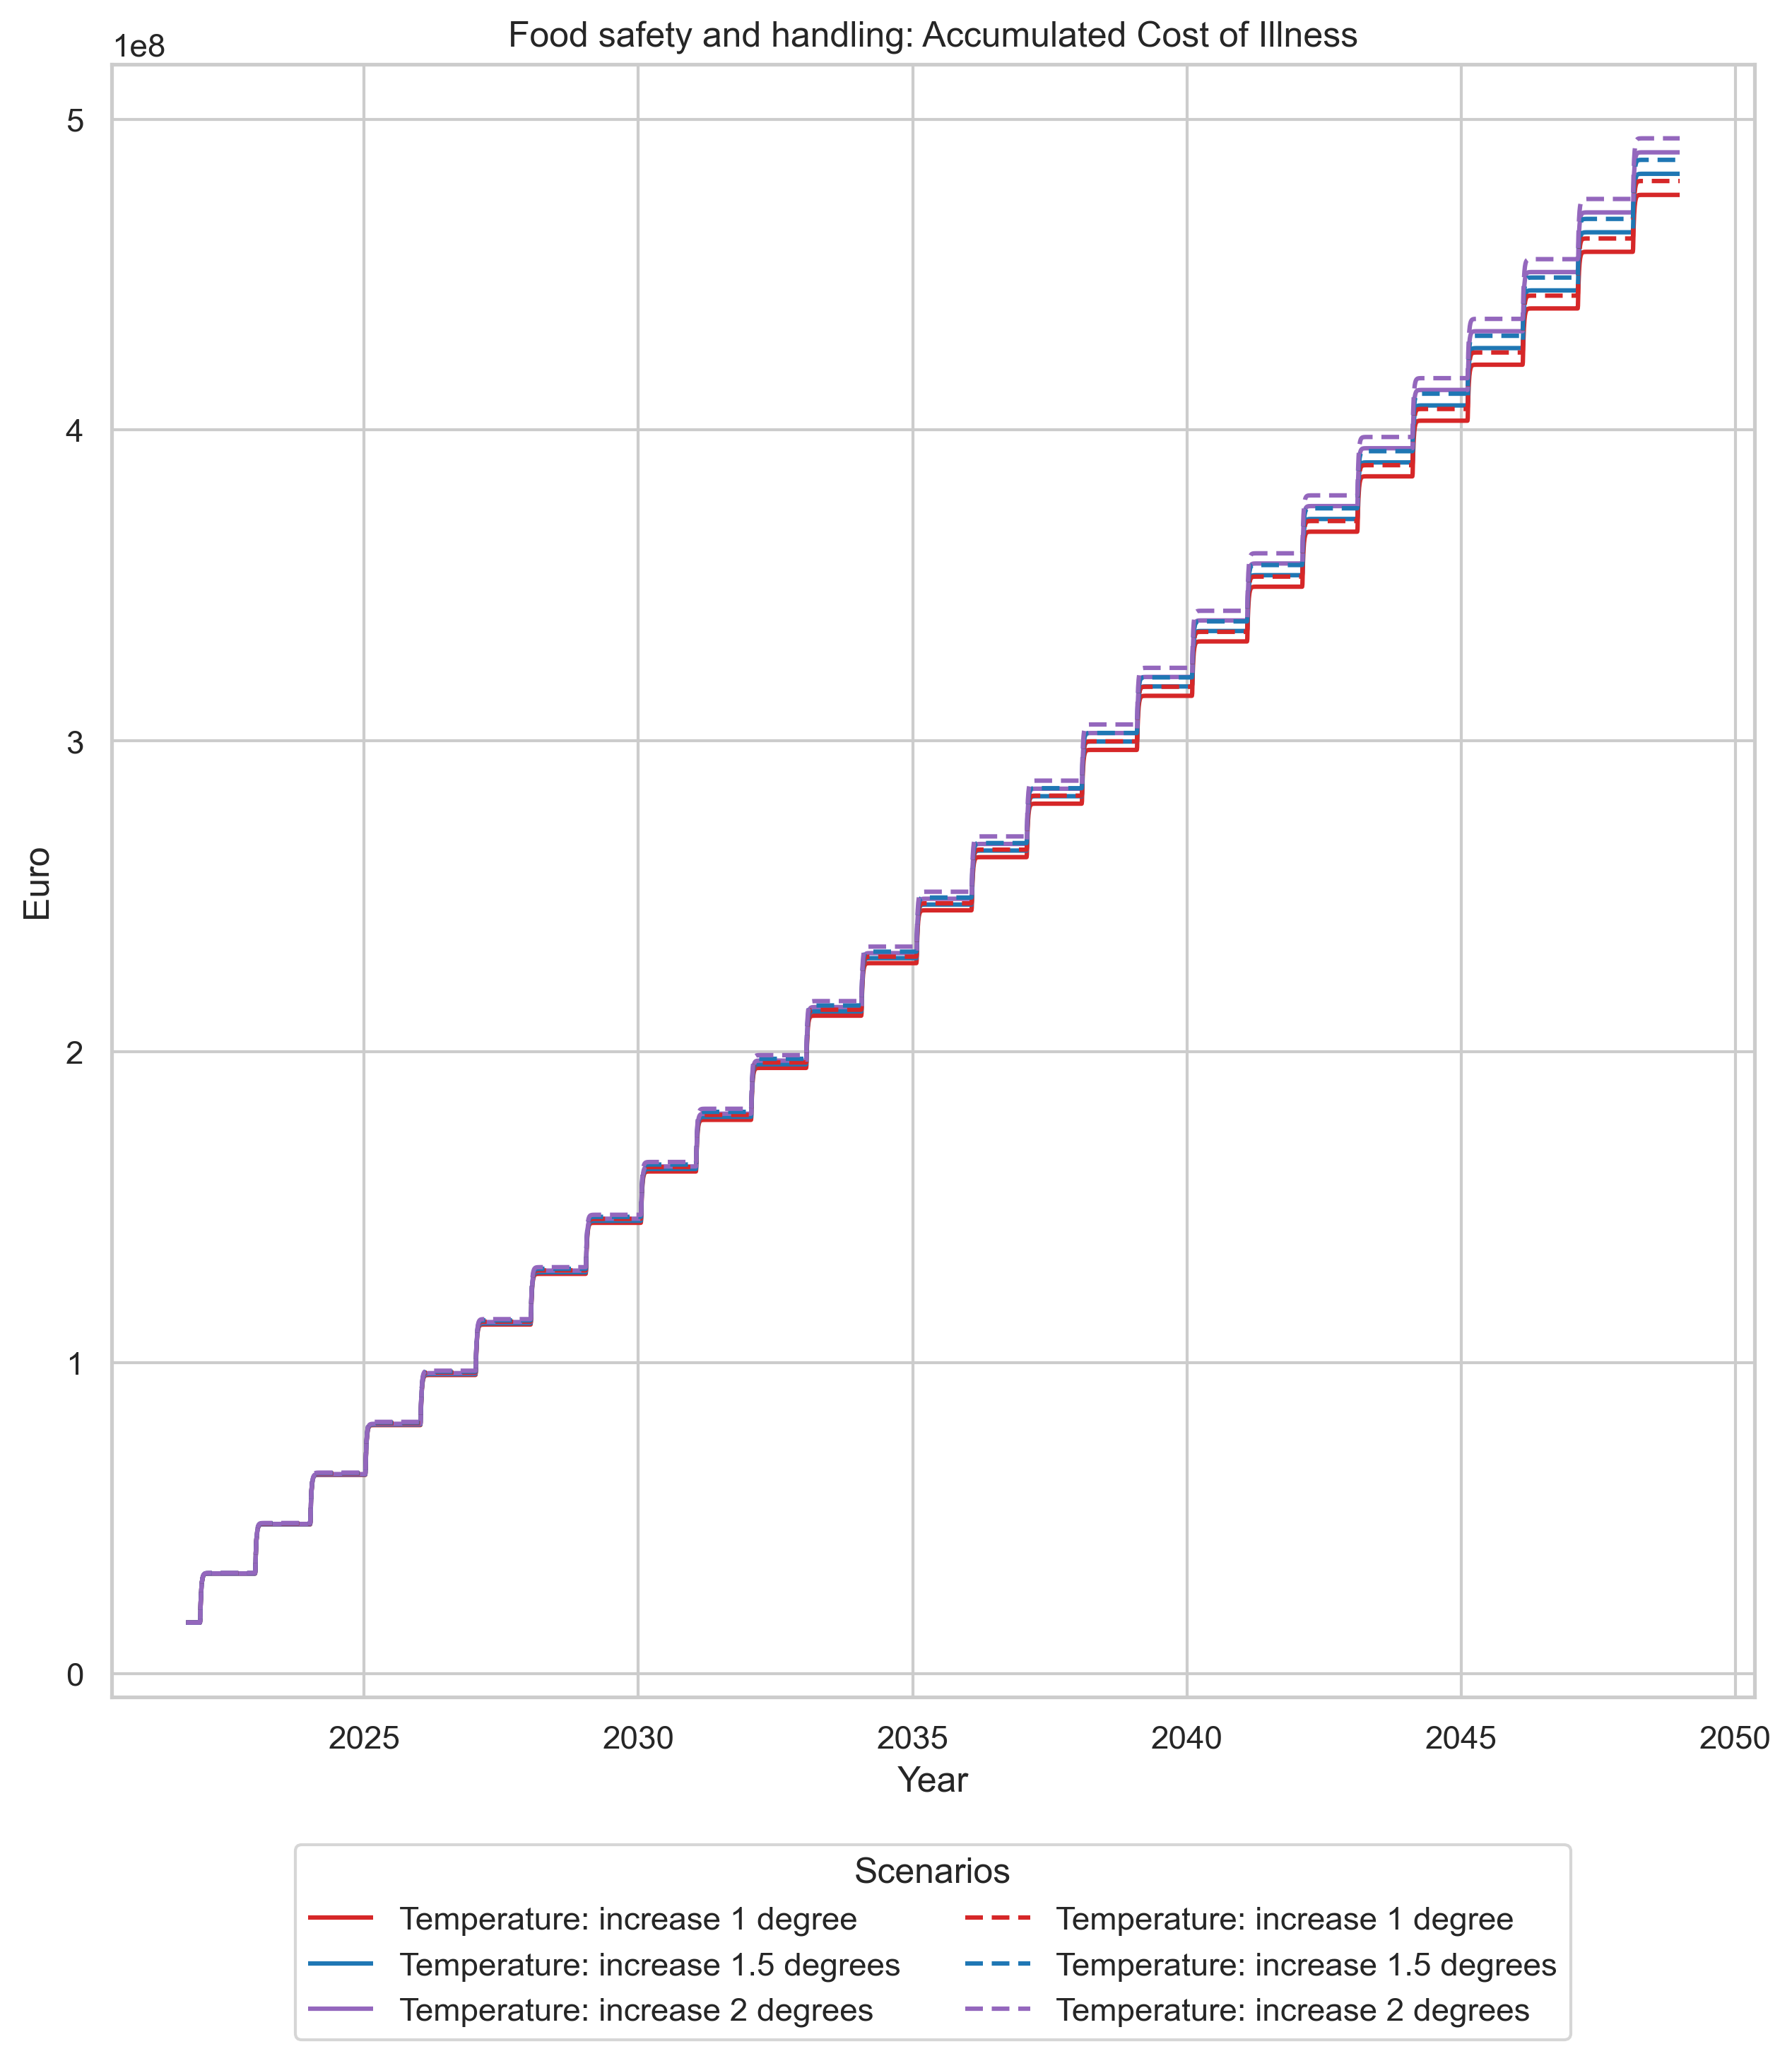 Food safety and handling: Accumulated Cost of Illness
1e8
5
4
3
2
1
0
Euro
2025 2030 2035 2040 2045 2050
Year
Scenarios
Temperature: increase 1 degree Temperature: increase 1 degree
Temperature: increase 1.5 degrees Temperature: increase 1.5 degrees
Temperature: increase 2 degrees Temperature: increase 2 degrees